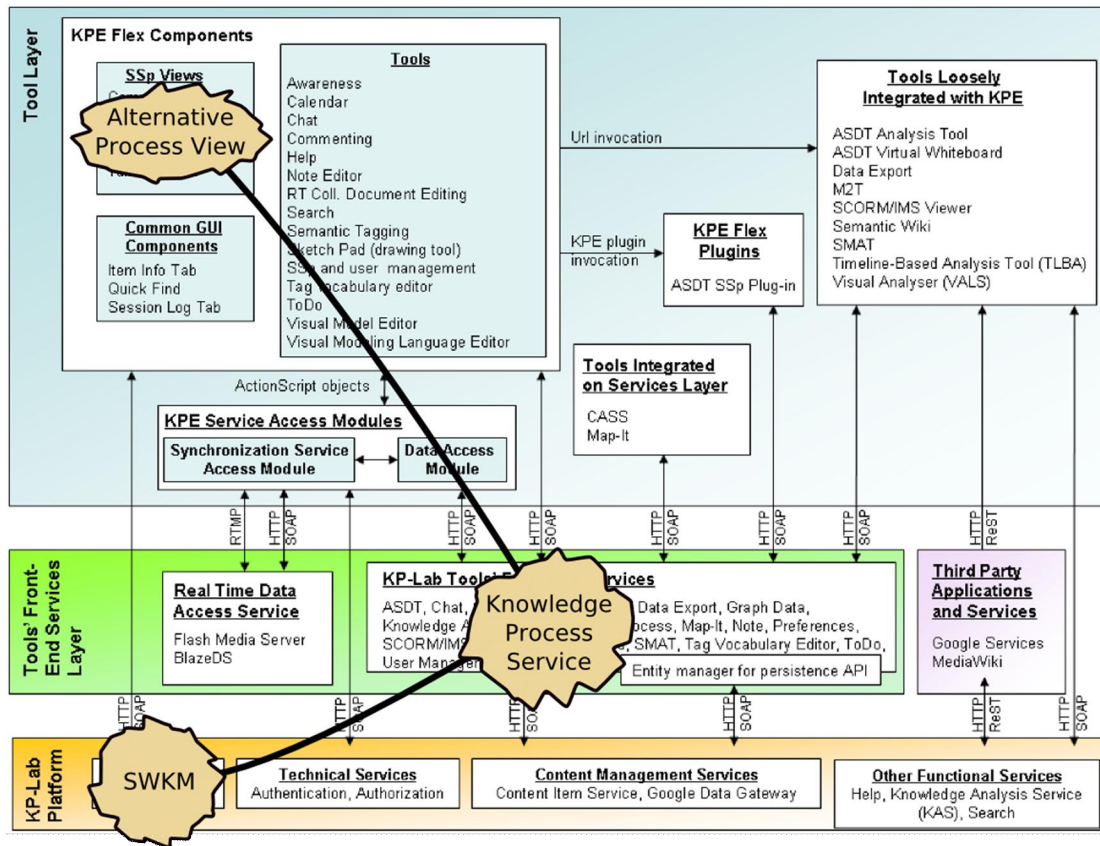 Tool Layer
KPE Flex Components
SSp Views
Alternative
Process View
Common GUI
Components
Item Info Tab
Quick Find
Session Log Tab
Tools
Awareness
Calendar
Chat
Commenting
Help
Note Editor
RT Coll. Document Editing
Search
Semantic Tagging
Sketch Pad (drawing tool)
SSp and user management
Tag Vocabulary editor
ToDo
Visual Model Editor
Visual Modeling Language Editor
Url invocation
KPE plugin
invocation
KPE Flex
Plugins
ASDT SSp Plug-in
Tools Loosely
Integrated with KPE
ASDT Analysis Tool
ASDT Virtual Whiteboard
Data Export
M2T
SCORM/IMS Viewer
Semantic Wiki
SMAT
Timeline-Based Analysis Tool (TLBA)
Visual Analyser (VALS)
Tools Integrated
on Services Layer
CASS
Map-It
ActionScript objects
KPE Service Access Modules
Synchronization Service
Access Module
Data Access
Module
RTMP
HTTP
SOAP
HTTP
SOAP
HTTP
SOAP
HTTP
SOAP
HTTP
SOAP
HTTP
SOAP
HTTP
ReST
Tools' Front-
End Services
Layer
Real Time Data
Access Service
Flash Media Server
BlazeDS
KP-Lab Tools' Services
ASDT, Chat, Data Export, Graph Data,
Knowledge Map-It, Note, Preferences,
SCORM/IMS SMAT, Tag Vocabulary Editor, ToDo,
User
Entity manager for persistence API
Knowledge
Process
Service
Third Party
Applications
and Services
Google Services
MediaWiki
HTTP
SOAP
HTTP
SOAP
HTTP
HTTP
SOAP
HTTP
ReST
HTTP
SOAP
KP-Lab
Platform
SWKM
Technical Services
Authentication, Authorization
Content Management Services
Content Item Service, Google Data Gateway
Other Functional Services
Help, Knowledge Analysis Service
(KAS), Search